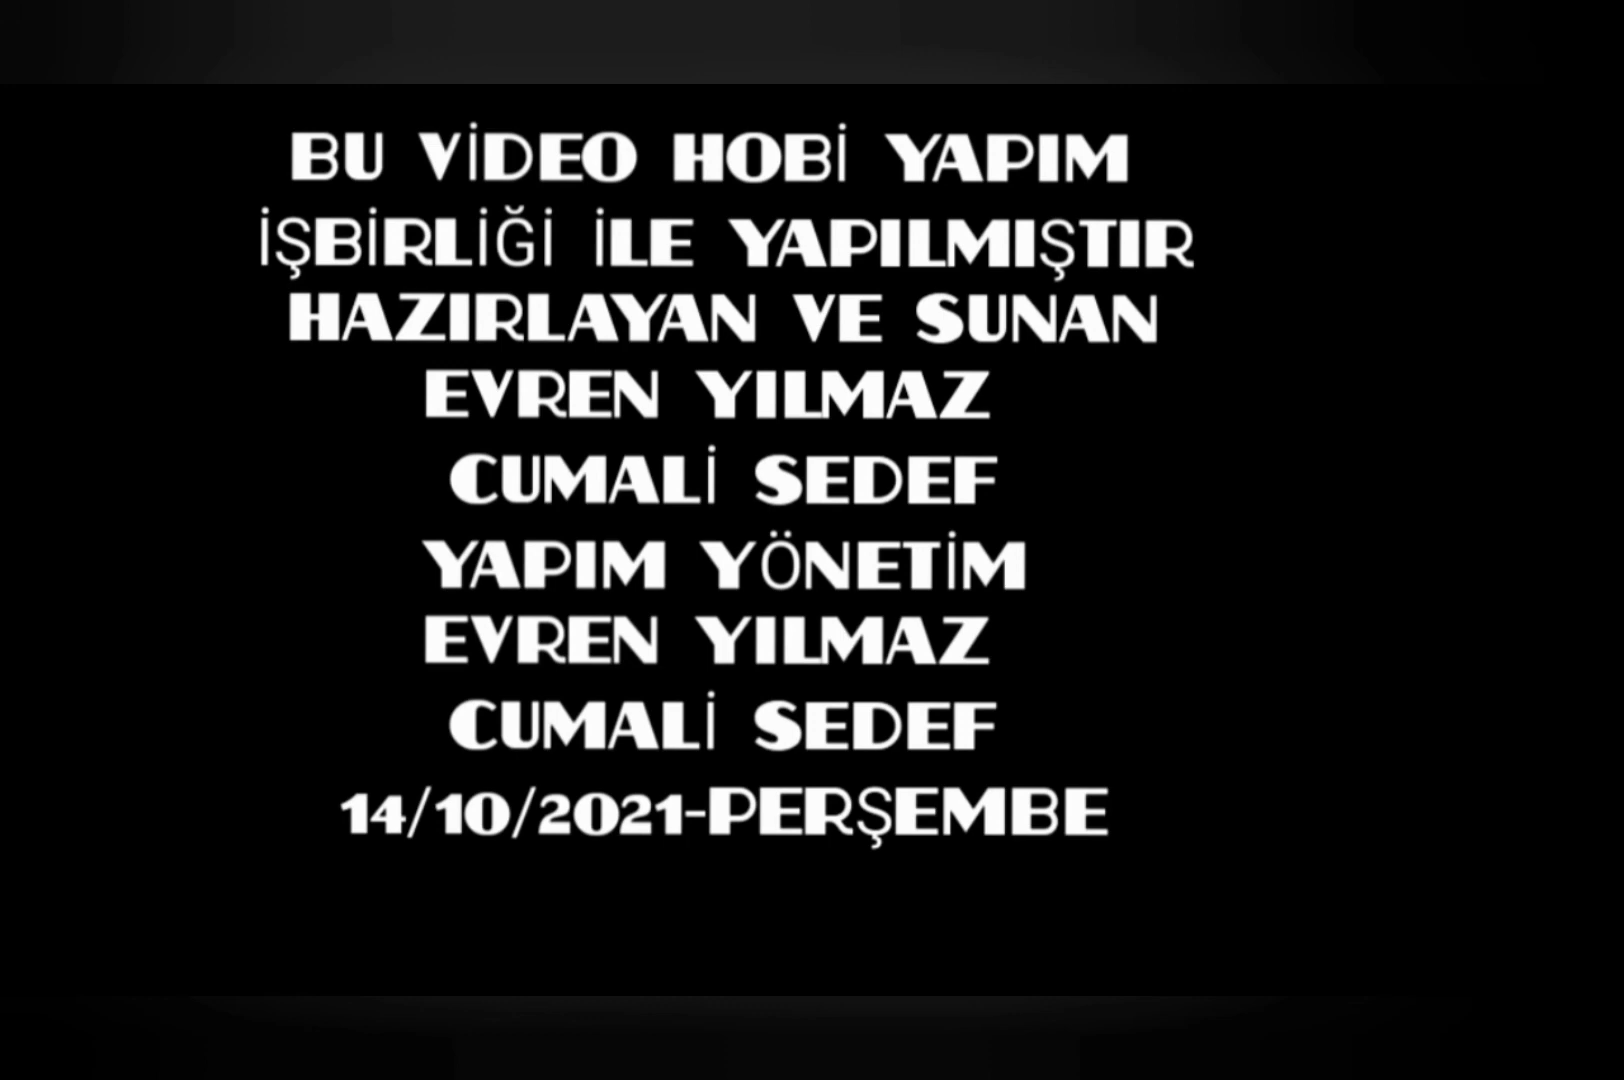 BU VİDEO HOBİ YAPIM
İŞBİRLİĞİ İLE YAPILMIŞTIR
HAZIRLAYAN VE SUNAN
EVREN YILMAZ
CUMALİ SEDEF
YAPIM YÖNETİM
EVREN YILMAZ
CUMALİ SEDEF
14/10/2021-PERŞEMBE